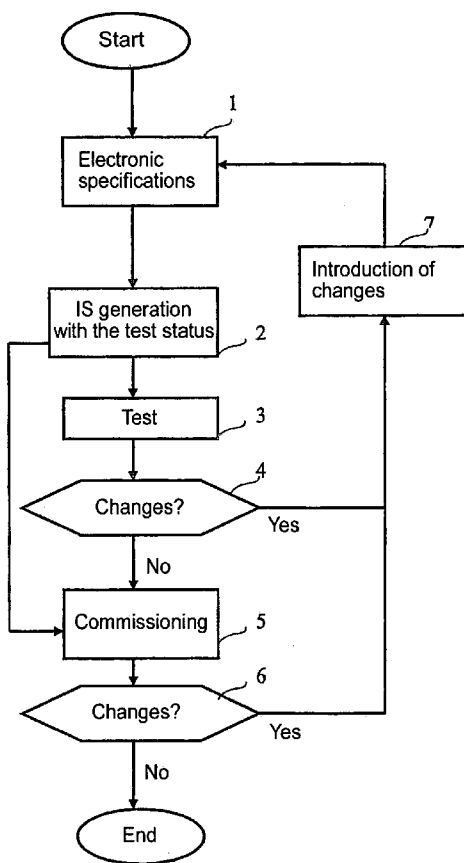 Start
1
Electronic
specifications
7
Introduction of
changes
IS generation
with the test status
2
Test
3
4
Changes?
Yes
No
Commissioning
5
6
Changes?
Yes
No
End